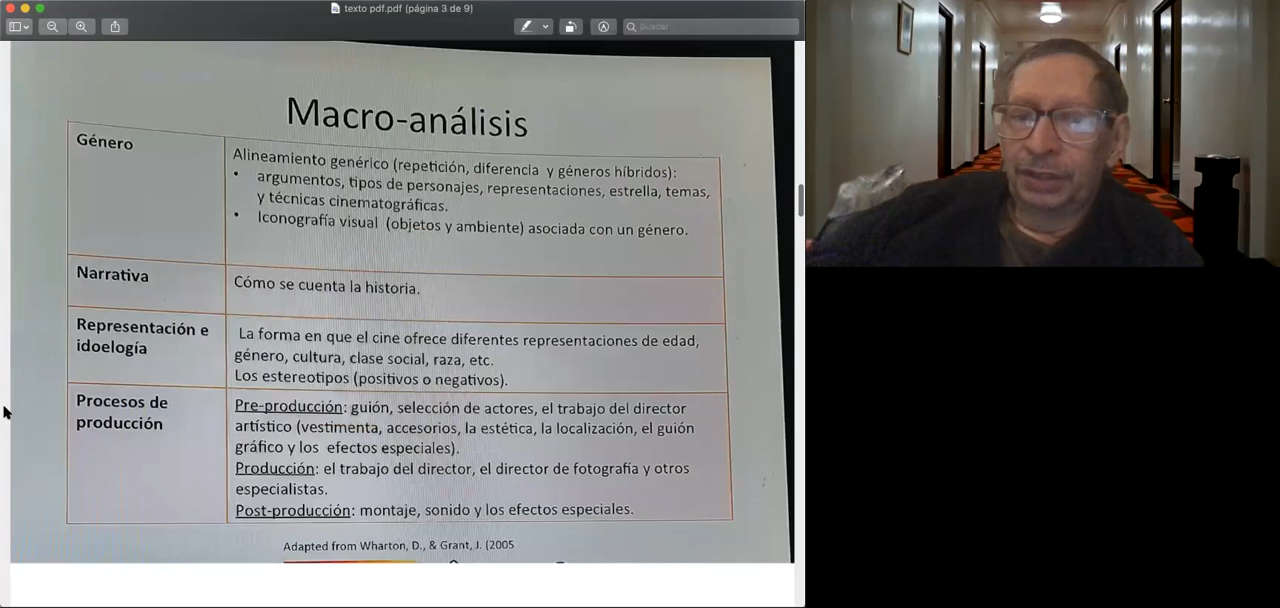 texto pdf.pdf (página 3 de 9)
Buscar
Macro-análisis
Género
Alineamiento genérico (repetición, diferencia y géneros híbridos):
• argumentos, tipos de personajes, representaciones, estrella, temas,
y técnicas cinematográficas.
• Iconografía visual (objetos y ambiente) asociada con un género.
Narrativa
Cómo se cuenta la historia.
Representación e
idoelogía
La forma en que el cine ofrece diferentes representaciones de edad,
género, cultura, clase social, raza, etc.
Los estereotipos (positivos o negativos).
Procesos de
producción
Pre-producción: guión, selección de actores, el trabajo del director
artístico (vestimenta, accesorios, la estética, la localización, el guión
gráfico y los efectos especiales).
Producción: el trabajo del director, el director de fotografía y otros
especialistas.
Post-producción: montaje, sonido y los efectos especiales.
Adapted from Wharton, D., & Grant, J. (2005